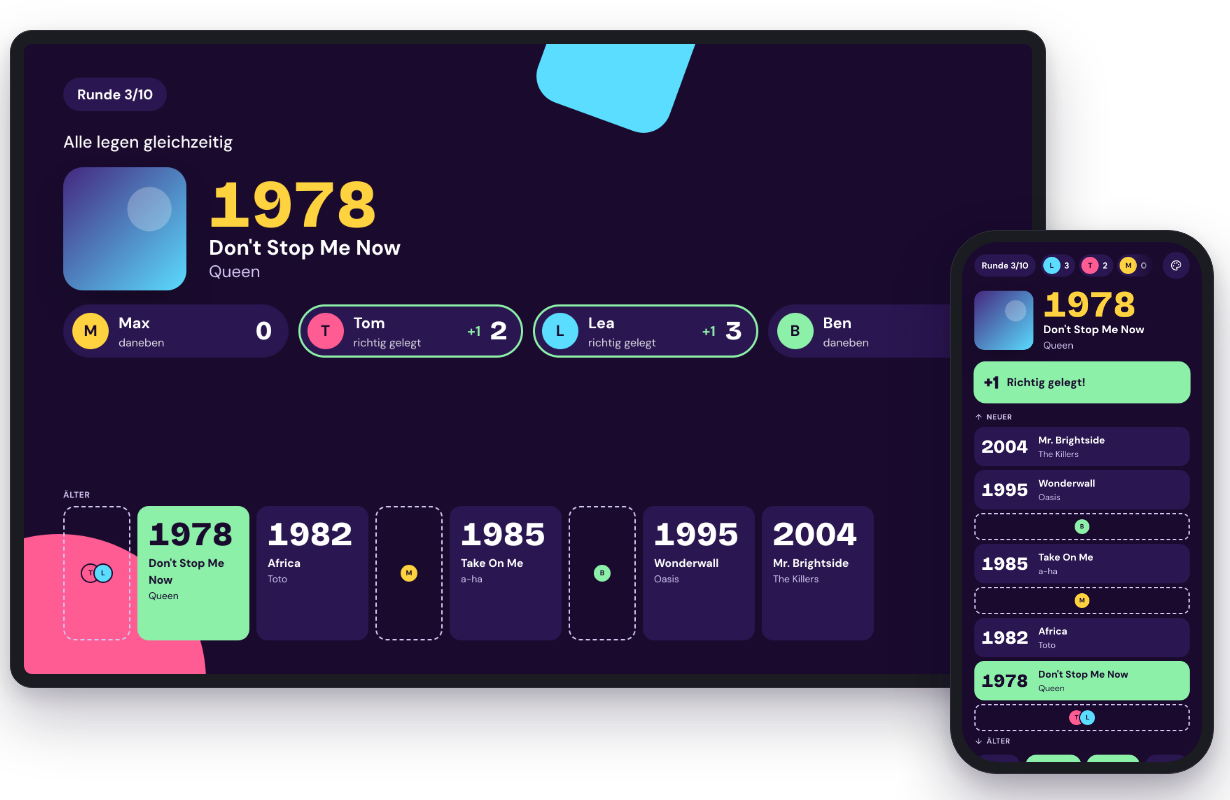 Runde 3/10
Alle legen gleichzeitig
1978
Don't Stop Me Now
Queen
M Max 0
daneben
T Tom +1 2
richtig gelegt
L Lea +1 3
richtig gelegt
B Ben
daneben
ÄLTER
T L
1978
Don't Stop Me
Now
Queen
1982
Africa
Toto
M
1985
Take On Me
a-ha
B
1995
Wonderwall
Oasis
2004
Mr. Brightside
The Killers
Runde 3/10 L 3 T 2 M 0
1978
Don't Stop Me Now
Queen
+1 Richtig gelegt!
↑ NEUER
2004 Mr. Brightside
The Killers
1995 Wonderwall
Oasis
B
1985 Take On Me
a-ha
M
1982 Africa
Toto
1978 Don't Stop Me Now
Queen
T L
↓ ÄLTER